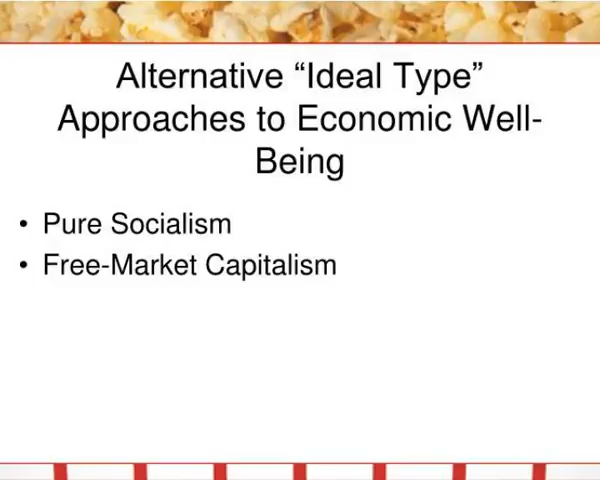 Alternative “Ideal Type”
Approaches to Economic Well-
Being
• Pure Socialism
• Free-Market Capitalism